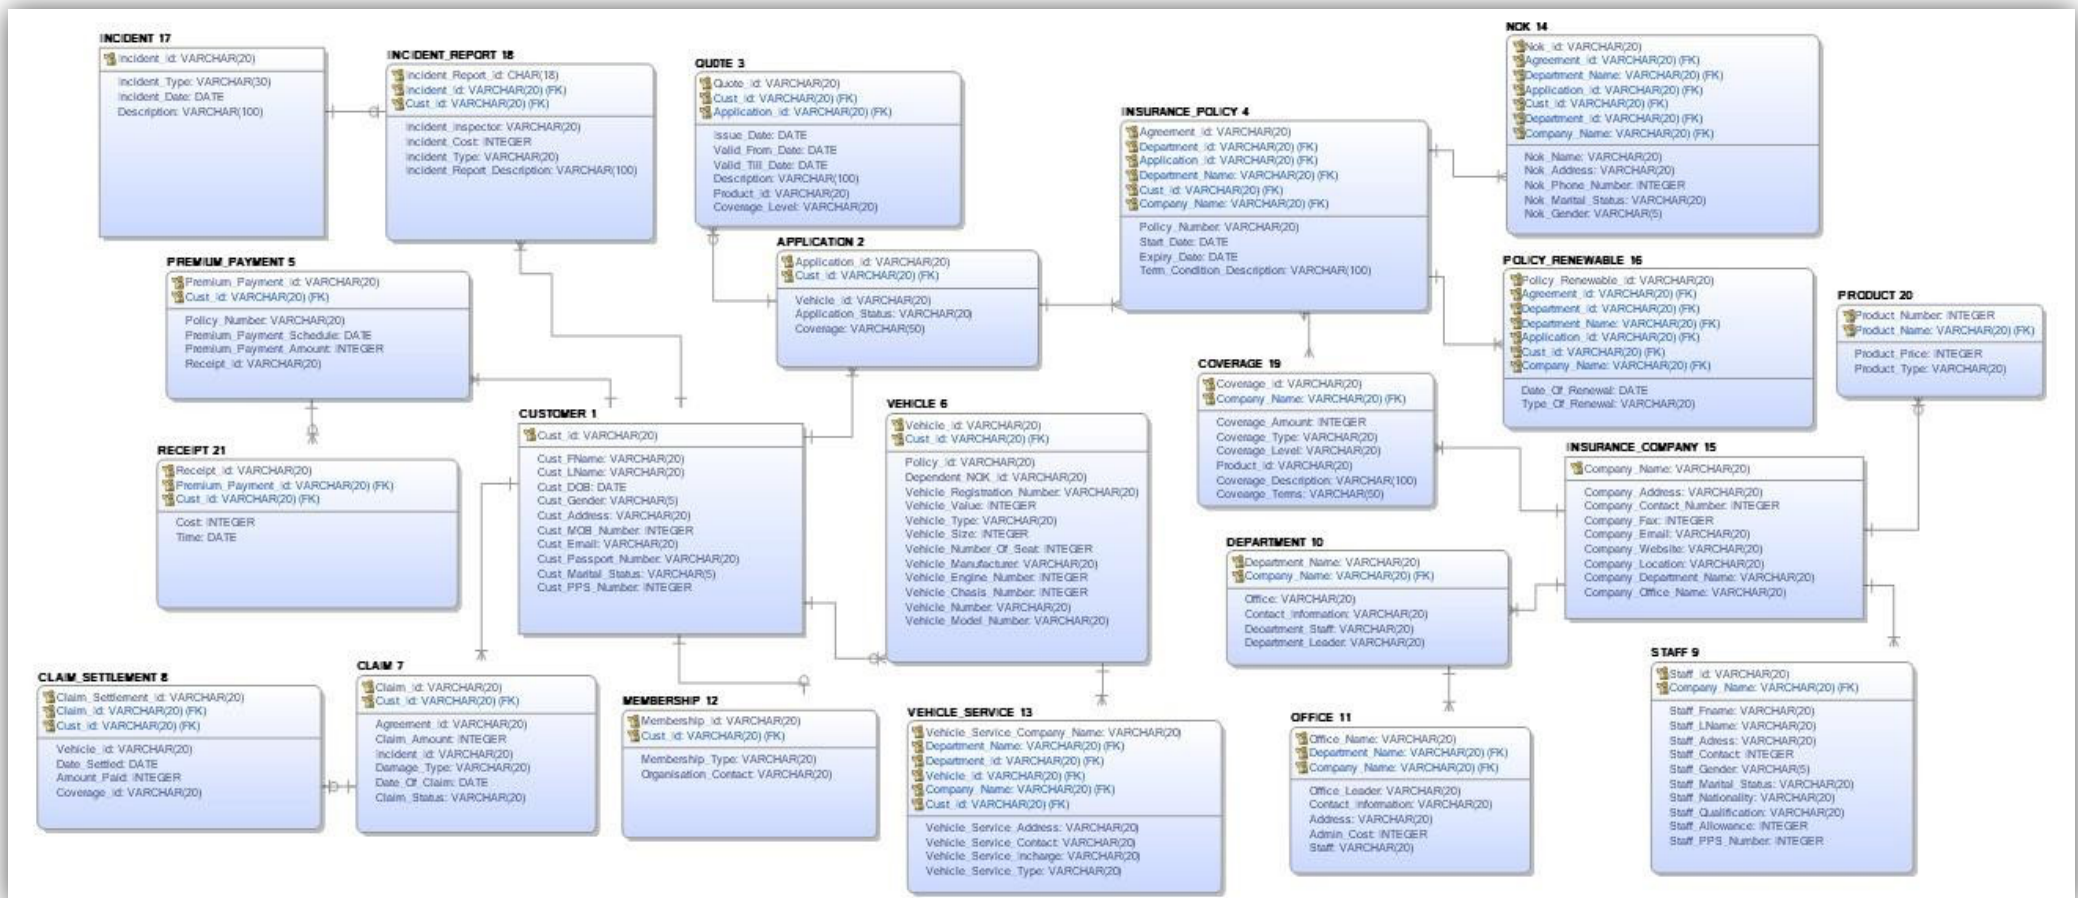 INCIDENT 17
Incident_Id: VARCHAR(20)
Incident_Type: VARCHAR(30)
Incident_Date: DATE
Description: VARCHAR(100)
INCIDENT_REPORT 18
Incident_Report_Id: CHAR(18)
Incident_Id: VARCHAR(20) (FK)
Cust_Id: VARCHAR(20) (FK)
Incident_Inspector: VARCHAR(20)
Incident_Cost: INTEGER
Incident_Type: VARCHAR(20)
Incident_Report_Description: VARCHAR(100)
QUOTE 3
Quote_Id: VARCHAR(20)
Cust_Id: VARCHAR(20) (FK)
Application_Id: VARCHAR(20) (FK)
Issue_Date: DATE
Valid_From_Date: DATE
Valid_Till_Date: DATE
Description: VARCHAR(100)
Product_Id: VARCHAR(20)
Coverage_Level: VARCHAR(20)
INSURANCE_POLICY 4
Agreement_Id: VARCHAR(20)
Department_Id: VARCHAR(20) (FK)
Application_Id: VARCHAR(20) (FK)
Department_Name: VARCHAR(20) (FK)
Cust_Id: VARCHAR(20) (FK)
Company_Name: VARCHAR(20) (FK)
Policy_Number: VARCHAR(20)
Start_Date: DATE
Expiry_Date: DATE
Term_Condition_Description: VARCHAR(100)
NOK 14
Nok_Id: VARCHAR(20)
Agreement_Id: VARCHAR(20) (FK)
Department_Name: VARCHAR(20) (FK)
Application_Id: VARCHAR(20) (FK)
Cust_Id: VARCHAR(20) (FK)
Department_Id: VARCHAR(20) (FK)
Company_Name: VARCHAR(20) (FK)
Nok_Name: VARCHAR(20)
Nok_Address: VARCHAR(20)
Nok_Phone_Number: INTEGER
Nok_Marital_Status: VARCHAR(20)
Nok_Gender: VARCHAR(5)
PREMIUM_PAYMENT 5
Premium_Payment_Id: VARCHAR(20)
Cust_Id: VARCHAR(20) (FK)
Policy_Number: VARCHAR(20)
Premium_Payment_Schedule: DATE
Premium_Payment_Amount: INTEGER
Receipt_Id: VARCHAR(20)
APPLICATION 2
Application_Id: VARCHAR(20)
Cust_Id: VARCHAR(20) (FK)
Vehicle_Id: VARCHAR(20)
Application_Status: VARCHAR(20)
Coverage: VARCHAR(50)
POLICY_RENEWABLE 16
Policy_Renewable_Id: VARCHAR(20)
Agreement_Id: VARCHAR(20) (FK)
Department_Id: VARCHAR(20) (FK)
Department_Name: VARCHAR(20) (FK)
Application_Id: VARCHAR(20) (FK)
Cust_Id: VARCHAR(20) (FK)
Company_Name: VARCHAR(20) (FK)
Date_Of_Renewal: DATE
Type_Of_Renewal: VARCHAR(20)
PRODUCT 20
Product_Number: INTEGER
Product_Name: VARCHAR(20) (FK)
Product_Price: INTEGER
Product_Type: VARCHAR(20)
COVERAGE 19
Coverage_Id: VARCHAR(20)
Company_Name: VARCHAR(20) (FK)
Coverage_Amount: INTEGER
Coverage_Type: VARCHAR(20)
Coverage_Level: VARCHAR(20)
Product_Id: VARCHAR(20)
Coverage_Description: VARCHAR(100)
Covearge_Terms: VARCHAR(50)
RECEIPT 21
Receipt_Id: VARCHAR(20)
Premium_Payment_Id: VARCHAR(20) (FK)
Cust_Id: VARCHAR(20) (FK)
Cost: INTEGER
Time: DATE
CUSTOMER 1
Cust_Id: VARCHAR(20)
Cust_FName: VARCHAR(20)
Cust_LName: VARCHAR(20)
Cust_DOB: DATE
Cust_Gender: VARCHAR(5)
Cust_Address: VARCHAR(20)
Cust_MOB_Number: INTEGER
Cust_Email: VARCHAR(20)
Cust_Passport_Number: VARCHAR(20)
Cust_Marital_Status: VARCHAR(5)
Cust_PPS_Number: INTEGER
VEHICLE 6
Vehicle_Id: VARCHAR(20)
Cust_Id: VARCHAR(20) (FK)
Policy_Id: VARCHAR(20)
Dependent_NOK_Id: VARCHAR(20)
Vehicle_Registration_Number: VARCHAR(20)
Vehicle_Value: INTEGER
Vehicle_Type: VARCHAR(20)
Vehicle_Size: INTEGER
Vehicle_Number_Of_Seat: INTEGER
Vehicle_Manufacturer: VARCHAR(20)
Vehicle_Engine_Number: INTEGER
Vehicle_Chasis_Number: INTEGER
Vehicle_Number: VARCHAR(20)
Vehicle_Model_Number: VARCHAR(20)
INSURANCE_COMPANY 15
Company_Name: VARCHAR(20)
Company_Address: VARCHAR(20)
Company_Contact_Number: INTEGER
Company_Fax: INTEGER
Company_Email: VARCHAR(20)
Company_Website: VARCHAR(20)
Company_Location: VARCHAR(20)
Company_Department_Name: VARCHAR(20)
Company_Office_Name: VARCHAR(20)
DEPARTMENT 10
Department_Name: VARCHAR(20)
Company_Name: VARCHAR(20) (FK)
Office: VARCHAR(20)
Contact_Information: VARCHAR(20)
Department_Staff: VARCHAR(20)
Department_Leader: VARCHAR(20)
CLAIM_SETTLEMENT 8
Claim_Settlement_Id: VARCHAR(20)
Claim_Id: VARCHAR(20) (FK)
Cust_Id: VARCHAR(20) (FK)
Vehicle_Id: VARCHAR(20)
Date_Settled: DATE
Amount_Paid: INTEGER
Coverage_Id: VARCHAR(20)
CLAIM 7
Claim_Id: VARCHAR(20)
Cust_Id: VARCHAR(20) (FK)
Agreement_Id: VARCHAR(20)
Claim_Amount: INTEGER
Incident_Id: VARCHAR(20)
Damage_Type: VARCHAR(20)
Date_Of_Claim: DATE
Claim_Status: VARCHAR(20)
MEMBERSHIP 12
Membership_Id: VARCHAR(20)
Cust_Id: VARCHAR(20) (FK)
Membership_Type: VARCHAR(20)
Organisation_Contact: VARCHAR(20)
VEHICLE_SERVICE 13
Vehicle_Service_Company_Name: VARCHAR(20)
Department_Name: VARCHAR(20) (FK)
Department_Id: VARCHAR(20) (FK)
Vehicle_Id: VARCHAR(20) (FK)
Company_Name: VARCHAR(20) (FK)
Cust_Id: VARCHAR(20) (FK)
Vehicle_Service_Address: VARCHAR(20)
Vehicle_Service_Contact: VARCHAR(20)
Vehicle_Service_Incharge: VARCHAR(20)
Vehicle_Service_Type: VARCHAR(20)
OFFICE 11
Office_Name: VARCHAR(20)
Department_Name: VARCHAR(20) (FK)
Company_Name: VARCHAR(20) (FK)
Office_Leader: VARCHAR(20)
Contact_Information: VARCHAR(20)
Address: VARCHAR(20)
Admin_Cost: INTEGER
Staff: VARCHAR(20)
STAFF 9
Staff_Id: VARCHAR(20)
Company_Name: VARCHAR(20) (FK)
Staff_Fname: VARCHAR(20)
Staff_LName: VARCHAR(20)
Staff_Adress: VARCHAR(20)
Staff_Contact: INTEGER
Staff_Gender: VARCHAR(5)
Staff_Marital_Status: VARCHAR(20)
Staff_Nationality: VARCHAR(20)
Staff_Qualification: VARCHAR(20)
Staff_Allowance: INTEGER
Staff_PPS_Number: INTEGER